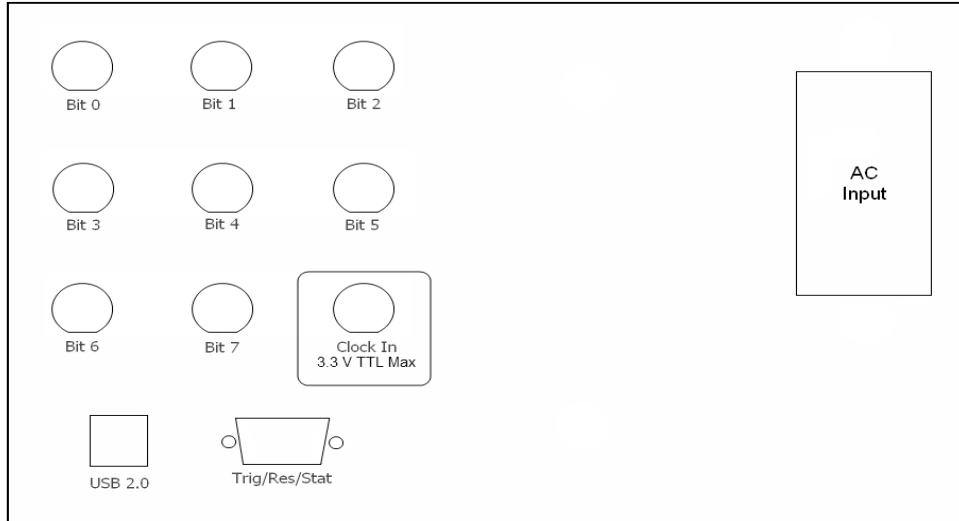 Bit 0
Bit 1
Bit 2
AC
Input
Bit 3
Bit 4
Bit 5
Bit 6
Bit 7
Clock In
3.3 V TTL Max
USB 2.0
Trig/Res/Stat